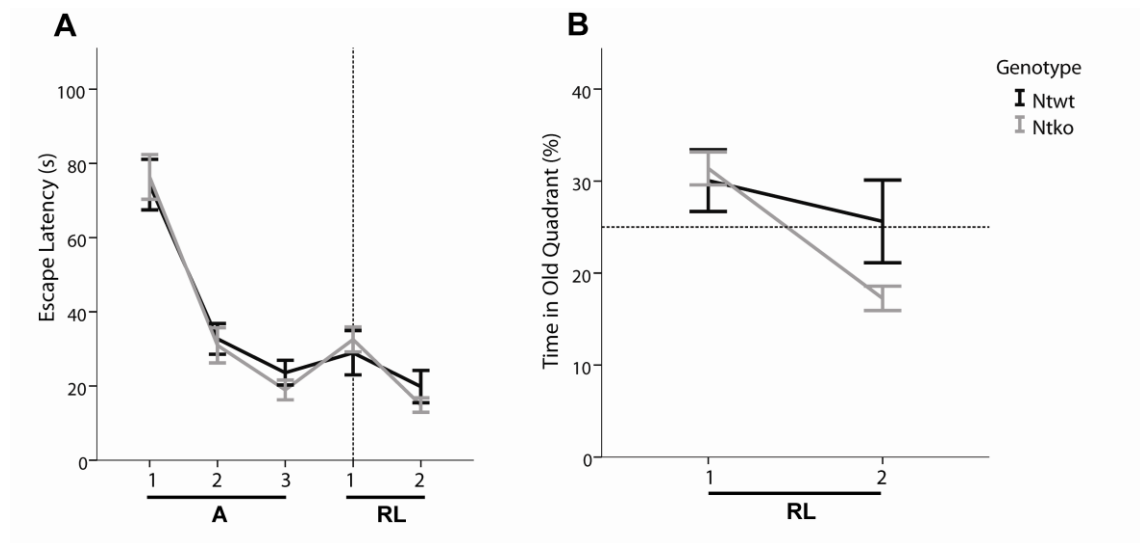 A
Escape Latency (s)
100
80
60
40
20
0
1 2 3 1 2
A RL
B
Time in Old Quadrant (%)
40
30
20
10
0
1 2
RL
Genotype
Ntwt
Ntko